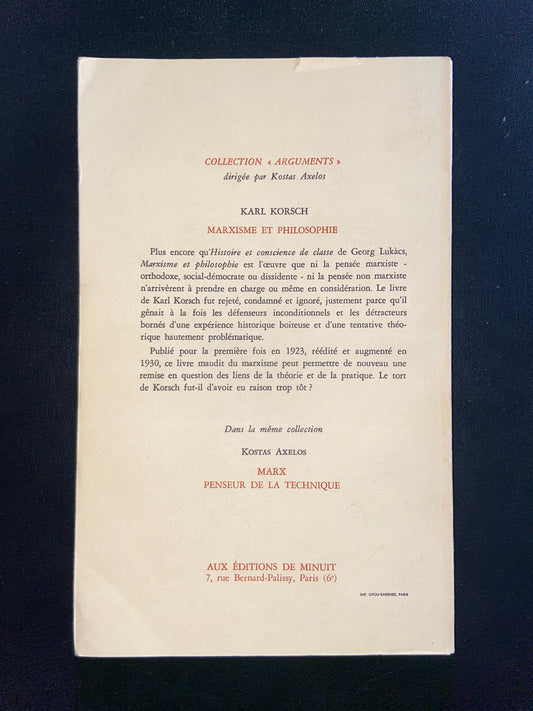 COLLECTION « ARGUMENTS »
dirigée par Kostas Axelos
KARL KORSCH
MARXISME ET PHILOSOPHIE
Plus encore qu'Histoire et conscience de classe de Georg Lukàcs,
Marxisme et philosophie est l'œuvre que ni la pensée marxiste -
orthodoxe, social-démocrate ou dissidente - ni la pensée non marxiste
n'arrivèrent à prendre en charge ou même en considération. Le livre
de Karl Korsch fut rejeté, condamné et ignoré, justement parce qu'il
gênait à la fois les défenseurs inconditionnels et les détracteurs
bornés d'une expérience historique boiteuse et d'une tentative théo-
rique hautement problématique.
Publié pour la première fois en 1923, réédité et augmenté en
1930, ce livre maudit du marxisme peut permettre de nouveau une
remise en question des liens de la théorie et de la pratique. Le tort
de Korsch fut-il d'avoir eu raison trop tôt ?
Dans la même collection
KOSTAS AXELOS
MARX
PENSEUR DE LA TECHNIQUE
AUX ÉDITIONS DE MINUIT
7, rue Bernard-Palissy, Paris (6e)
IMP. GROU-RADENEZ, PARIS